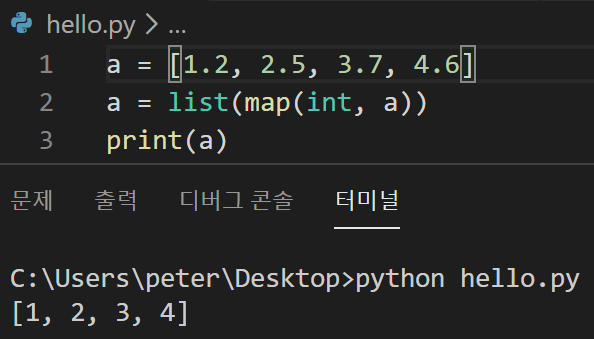 hello.py > ...
1 a = [1.2, 2.5, 3.7, 4.6]
2 a = list(map(int, a))
3 print(a)
문제 출력 디버그 콘솔 터미널
C:\Users\peter\Desktop>python hello.py
[1, 2, 3, 4]